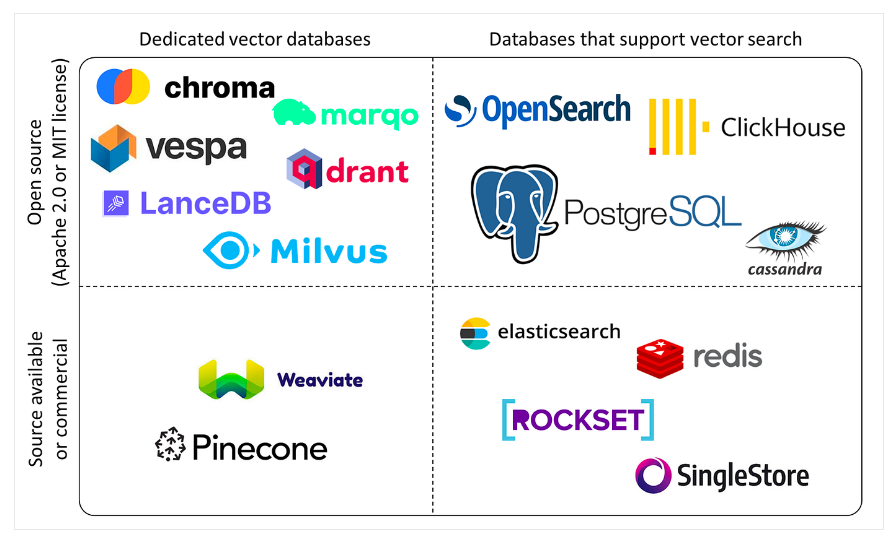 Dedicated vector databases
Databases that support vector search
Open source
(Apache 2.0 or MIT license)
chroma
marqo
vespa
qdrant
LanceDB
Milvus
OpenSearch
ClickHouse
PostgreSQL
cassandra
Source available
or commercial
Weaviate
Pinecone
elasticsearch
redis
[ROCKSET]
SingleStore